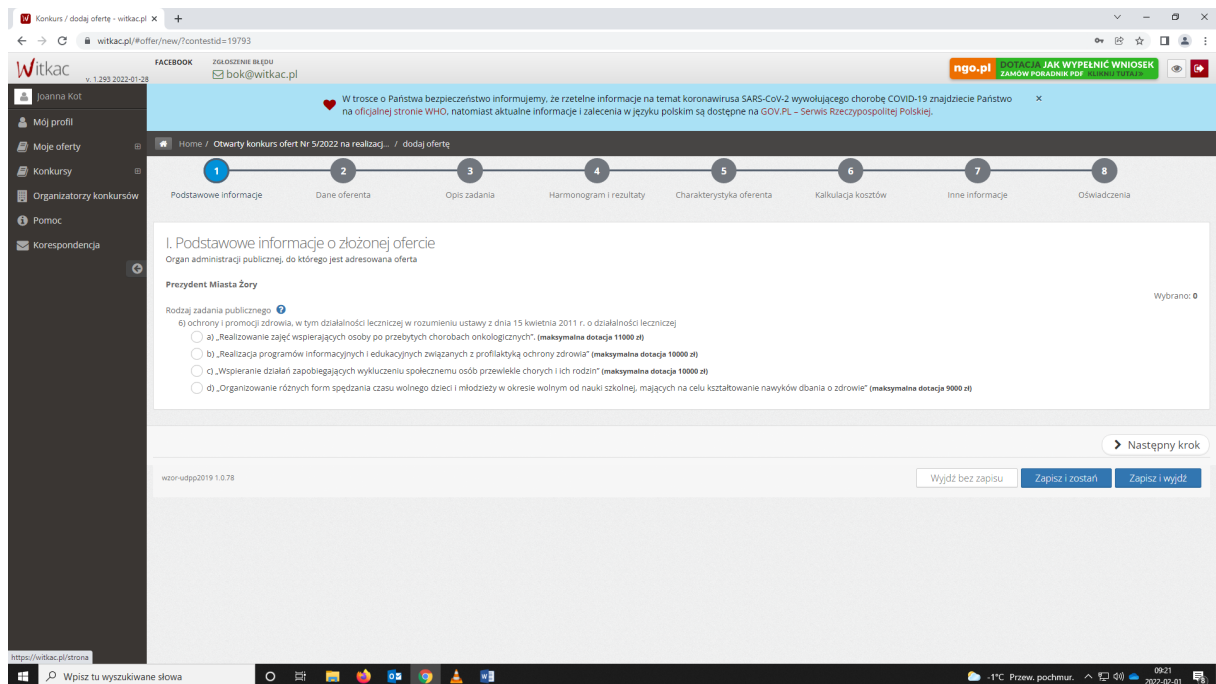 Konkurs / dodaj ofertę - witkac.pl
witkac.pl/#offer/new/?contestid=19793
Witkac
v. 1.293 2022-01-28
FACEBOOK
ZGŁOSZENIE BŁĘDU
bok@witkac.pl
ngo.pl
DOTACJA JAK WYPEŁNIĆ WNIOSEK
ZAMÓW PORADNIK PDF KLIKNIJ TUTAJ »
Joanna Kot
Mój profil
Moje oferty
Konkursy
Organizatorzy konkursów
Pomoc
Korespondencja
W trosce o Państwa bezpieczeństwo informujemy, że rzetelne informacje na temat koronawirusa SARS-CoV-2 wywołującego chorobę COVID-19 znajdziecie Państwo
na oficjalnej stronie WHO, natomiast aktualne informacje i zalecenia w języku polskim są dostępne na GOV.PL – Serwis Rzeczypospolitej Polskiej.
Home / Otwarty konkurs ofert Nr 5/2022 na realizacj... / dodaj ofertę
1 2 3 4 5 6 7 8
Podstawowe informacje Dane oferenta Opis zadania Harmonogram i rezultaty Charakterystyka oferenta Kalkulacja kosztów Inne informacje Oświadczenia
I. Podstawowe informacje o złożonej ofercie
Organ administracji publicznej, do którego jest adresowana oferta
Prezydent Miasta Żory
Wybrano: 0
Rodzaj zadania publicznego ?
6) ochrony i promocji zdrowia, w tym działalności leczniczej w rozumieniu ustawy z dnia 15 kwietnia 2011 r. o działalności leczniczej
a) „Realizowanie zajęć wspierających osoby po przebytych chorobach onkologicznych". (maksymalna dotacja 11000 zł)
b) „Realizacja programów informacyjnych i edukacyjnych związanych z profilaktyką ochrony zdrowia” (maksymalna dotacja 10000 zł)
c) „Wspieranie działań zapobiegających wykluczeniu społecznemu osób przewlekle chorych i ich rodzin” (maksymalna dotacja 10000 zł)
d) „Organizowanie różnych form spędzania czasu wolnego dzieci i młodzieży w okresie wolnym od nauki szkolnej, mających na celu kształtowanie nawyków dbania o zdrowie” (maksymalna dotacja 9000 zł)
Następny krok
wzor-udpp2019 1.0.78
Wyjdź bez zapisu
Zapisz i zostań
Zapisz i wyjdź
https://witkac.pl/strona
Wpisz tu wyszukiwane słowa
-1°C Przew. pochmur.
09:21
2022-02-01